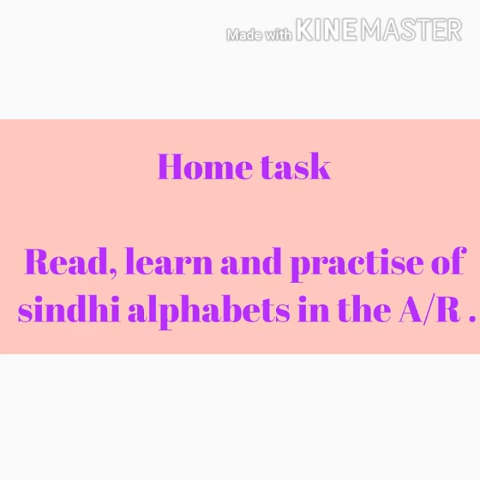 Made with KINEMASTER
Home task
Read, learn and practise of
sindhi alphabets in the A/R .